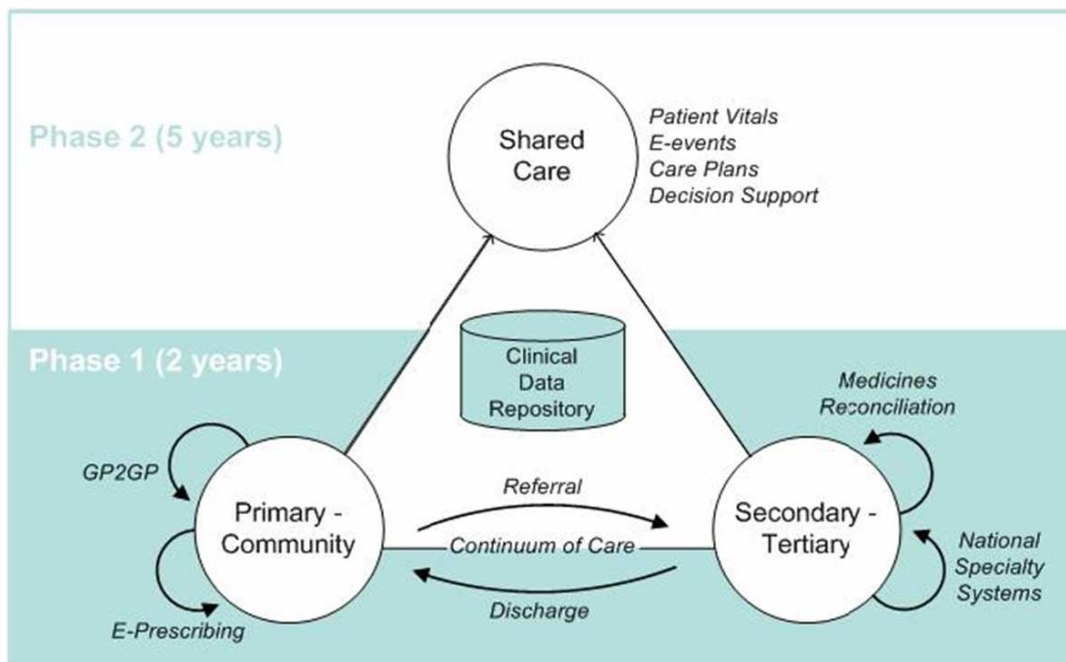 Phase 2 (5 years)
Shared
Care
Patient Vitals
E-events
Care Plans
Decision Support
Phase 1 (2 years)
Clinical
Data
Repository
Medicines
Reconciliation
GP2GP
Primary -
Community
E-Prescribing
Referral
Continuum of Care
Discharge
Secondary -
Tertiary
National
Specialty
Systems